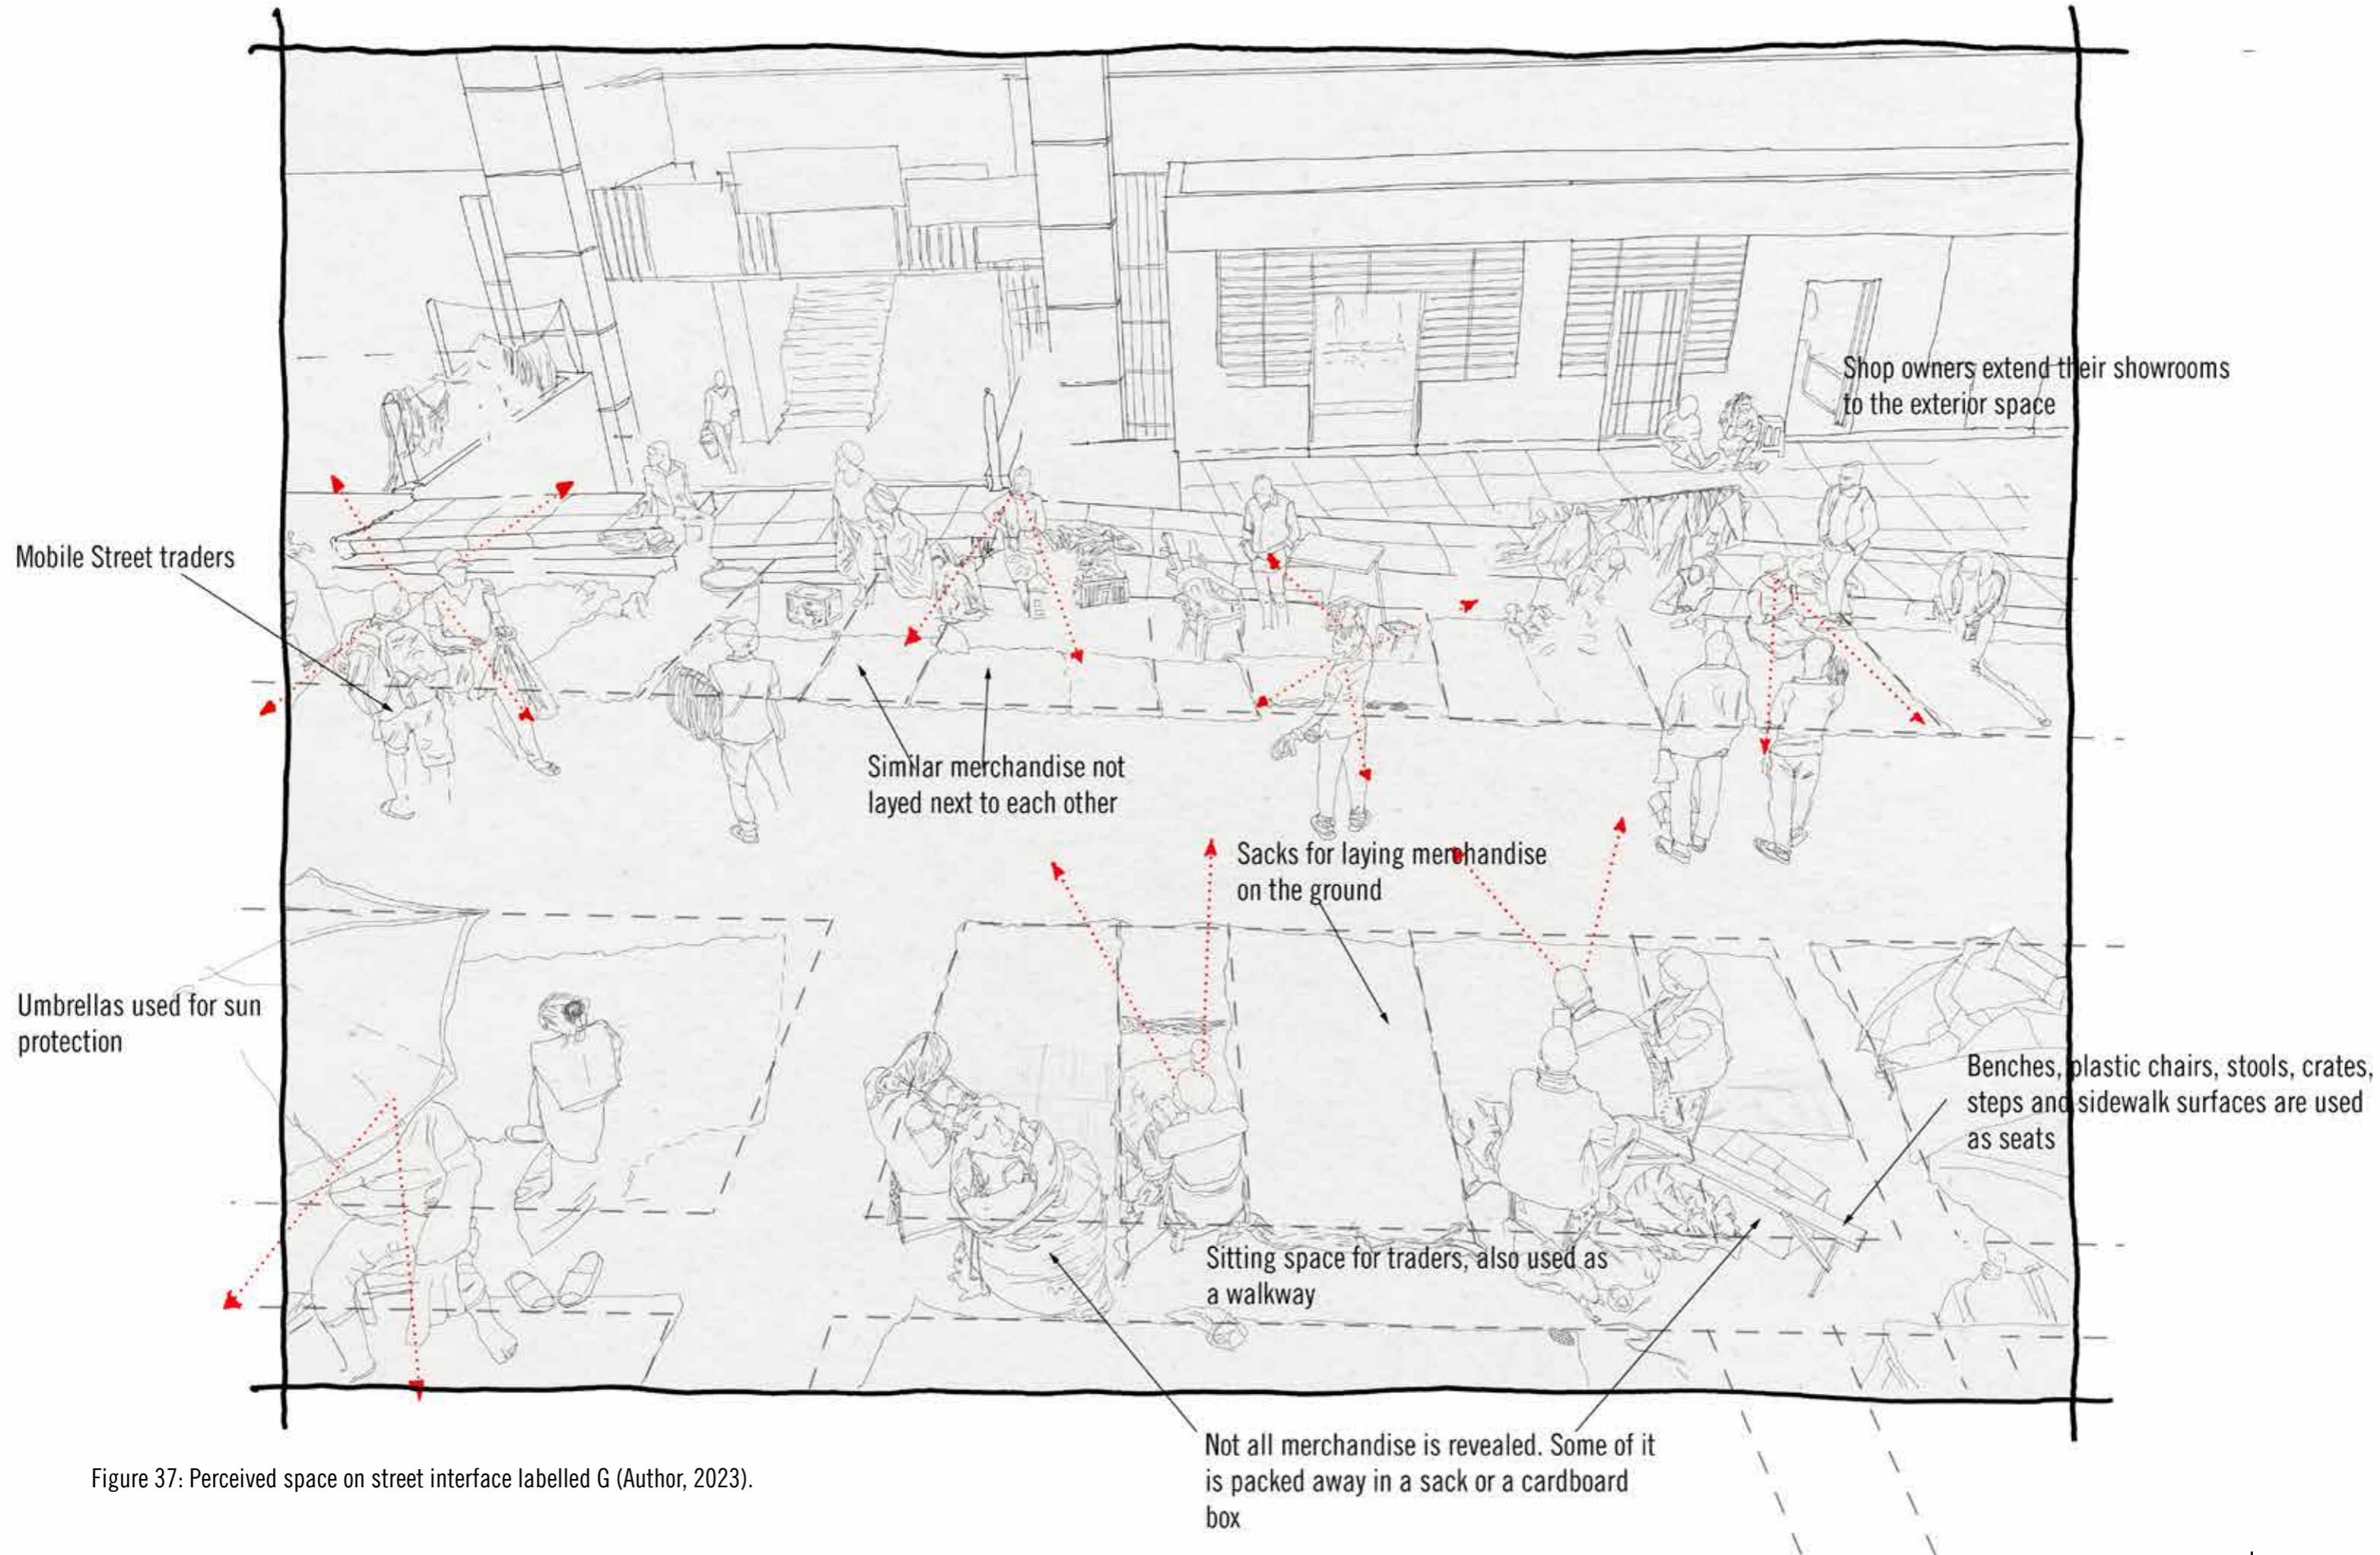 Shop owners extend their showrooms
to the exterior space
Mobile Street traders
Similar merchandise not
layed next to each other
Sacks for laying merchandise
on the ground
Umbrellas used for sun
protection
Benches, plastic chairs, stools, crates,
steps and sidewalk surfaces are used
as seats
Sitting space for traders, also used as
a walkway
Not all merchandise is revealed. Some of it
is packed away in a sack or a cardboard
box
Figure 37: Perceived space on street interface labelled G (Author, 2023).